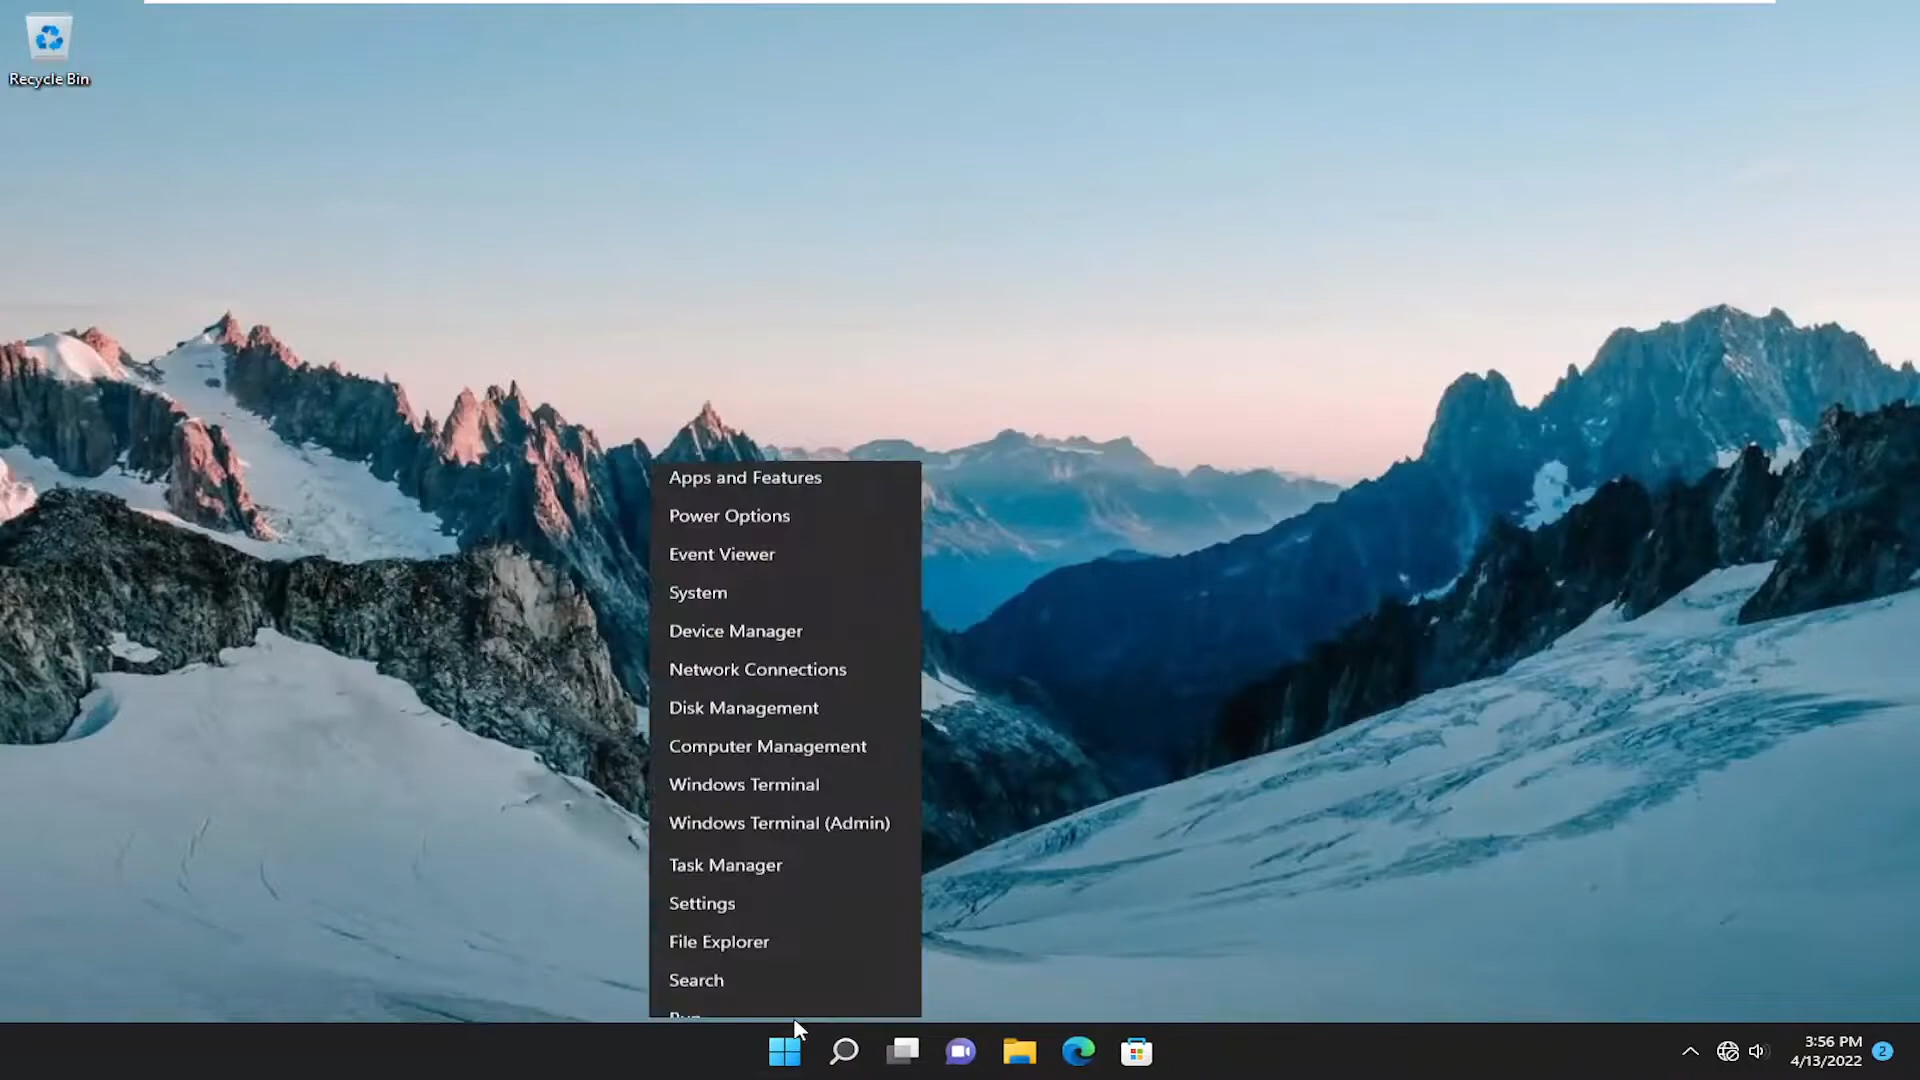 Recycle Bin
Apps and Features
Power Options
Event Viewer
System
Device Manager
Network Connections
Disk Management
Computer Management
Windows Terminal
Windows Terminal (Admin)
Task Manager
Settings
File Explorer
Search
Run
3:56 PM
4/13/2022
2